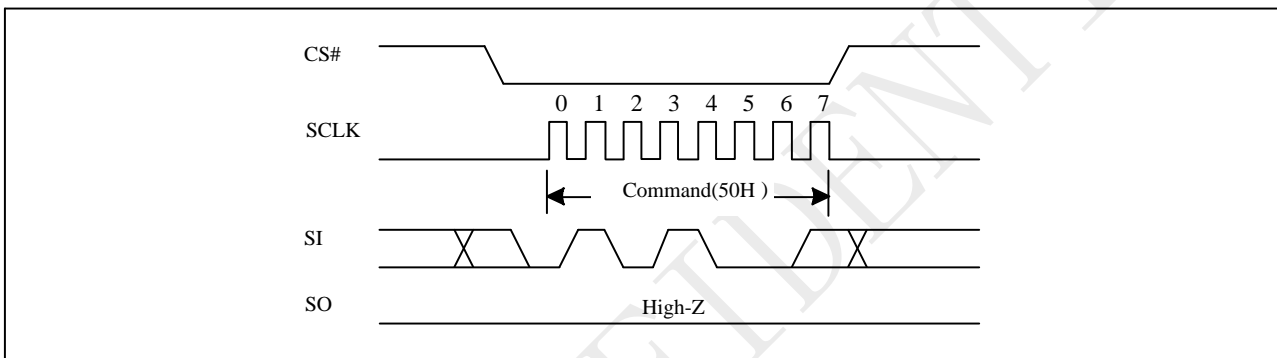 CS#
0 1 2 3 4 5 6 7
SCLK
Command(50H )
SI
SO
High-Z